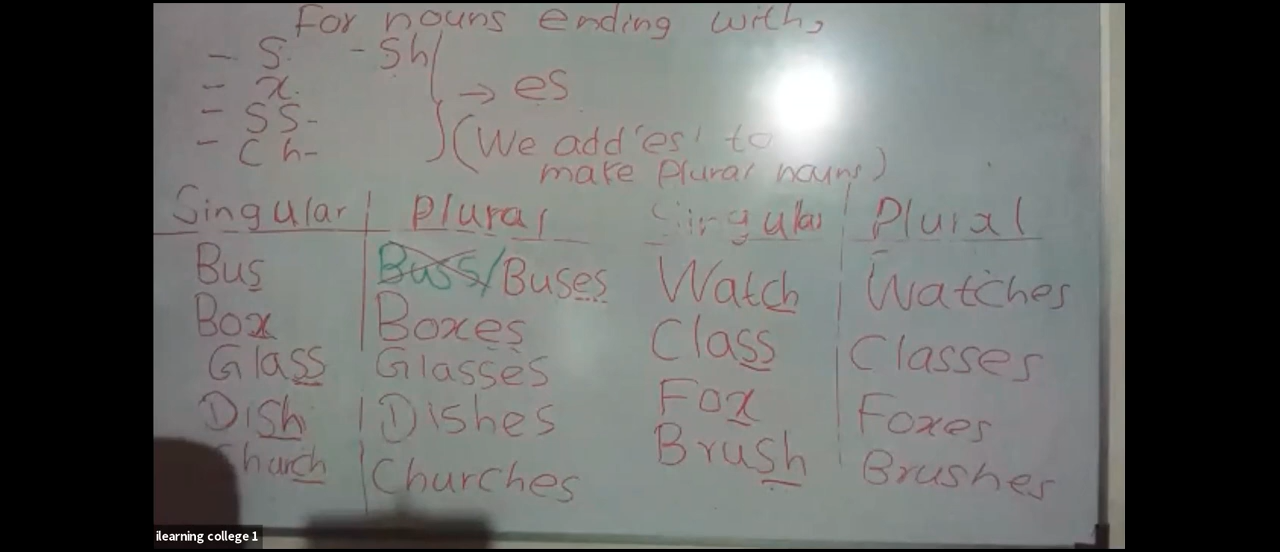 For nouns ending with,
- S. - Sh
- x. → es
- SS-
- Ch- (We add 'es' to
make Plural nouns)
Singular Plural
Bus Buss/Buses
Box Boxes
Glass Glasses
Dish Dishes
Church Churches
Singular Plural
Watch Watches
Class Classes
Fox Foxes
Brush Brushes
ilearning college 1